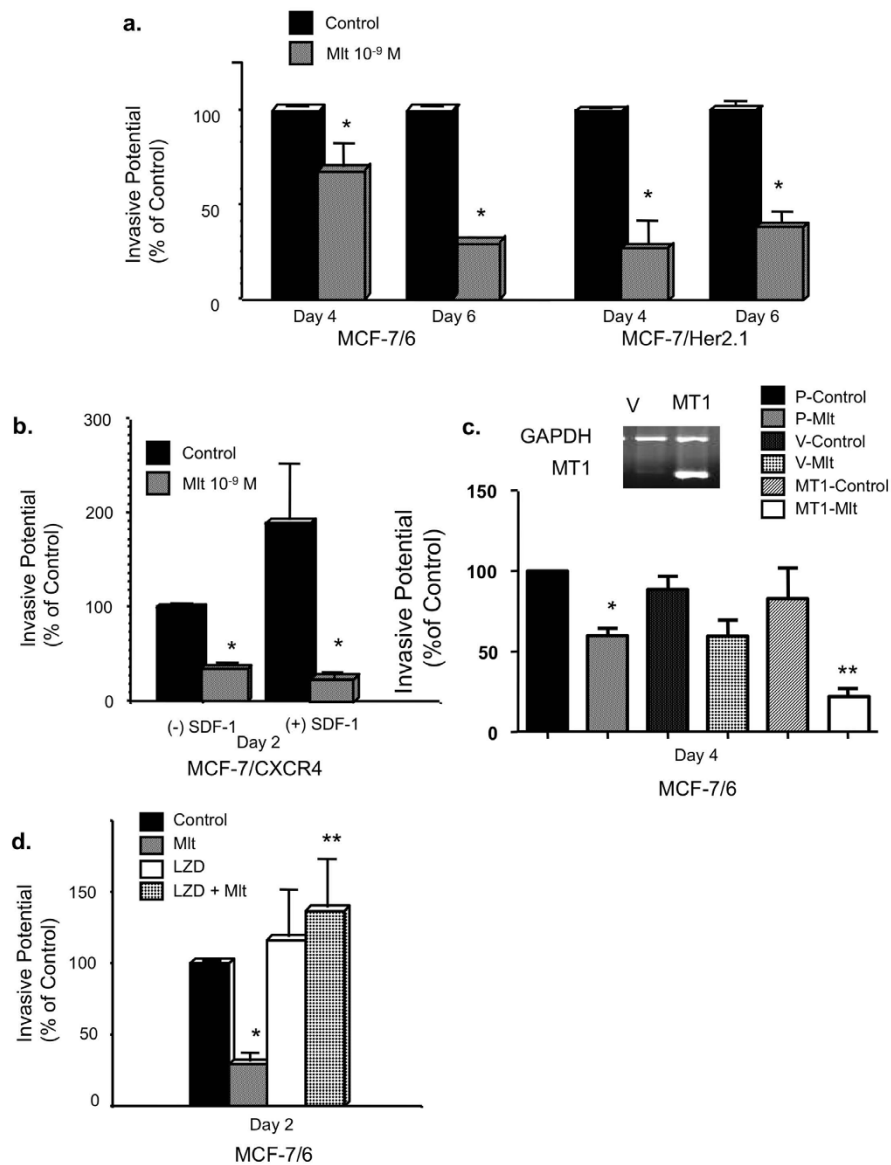 a.
Control
Mlt 10⁻⁹ M
Invasive Potential
(% of Control)
100
50
0
*
*
*
*
Day 4
Day 6
Day 4
Day 6
MCF-7/6
MCF-7/Her2.1
b.
Control
Mlt 10⁻⁹ M
Invasive Potential
(% of Control)
300
200
100
0
*
*
(-) SDF-1
(+) SDF-1
Day 2
MCF-7/CXCR4
c.
V MT1
GAPDH
MT1
P-Control
P-Mlt
V-Control
V-Mlt
MT1-Control
MT1-Mlt
Invasive Potential
(%of Control)
150
100
50
0
*
**
Day 4
MCF-7/6
d.
Control
Mlt
LZD
LZD + Mlt
Invasive Potential
(% of Control)
150
100
50
0
*
**
Day 2
MCF-7/6